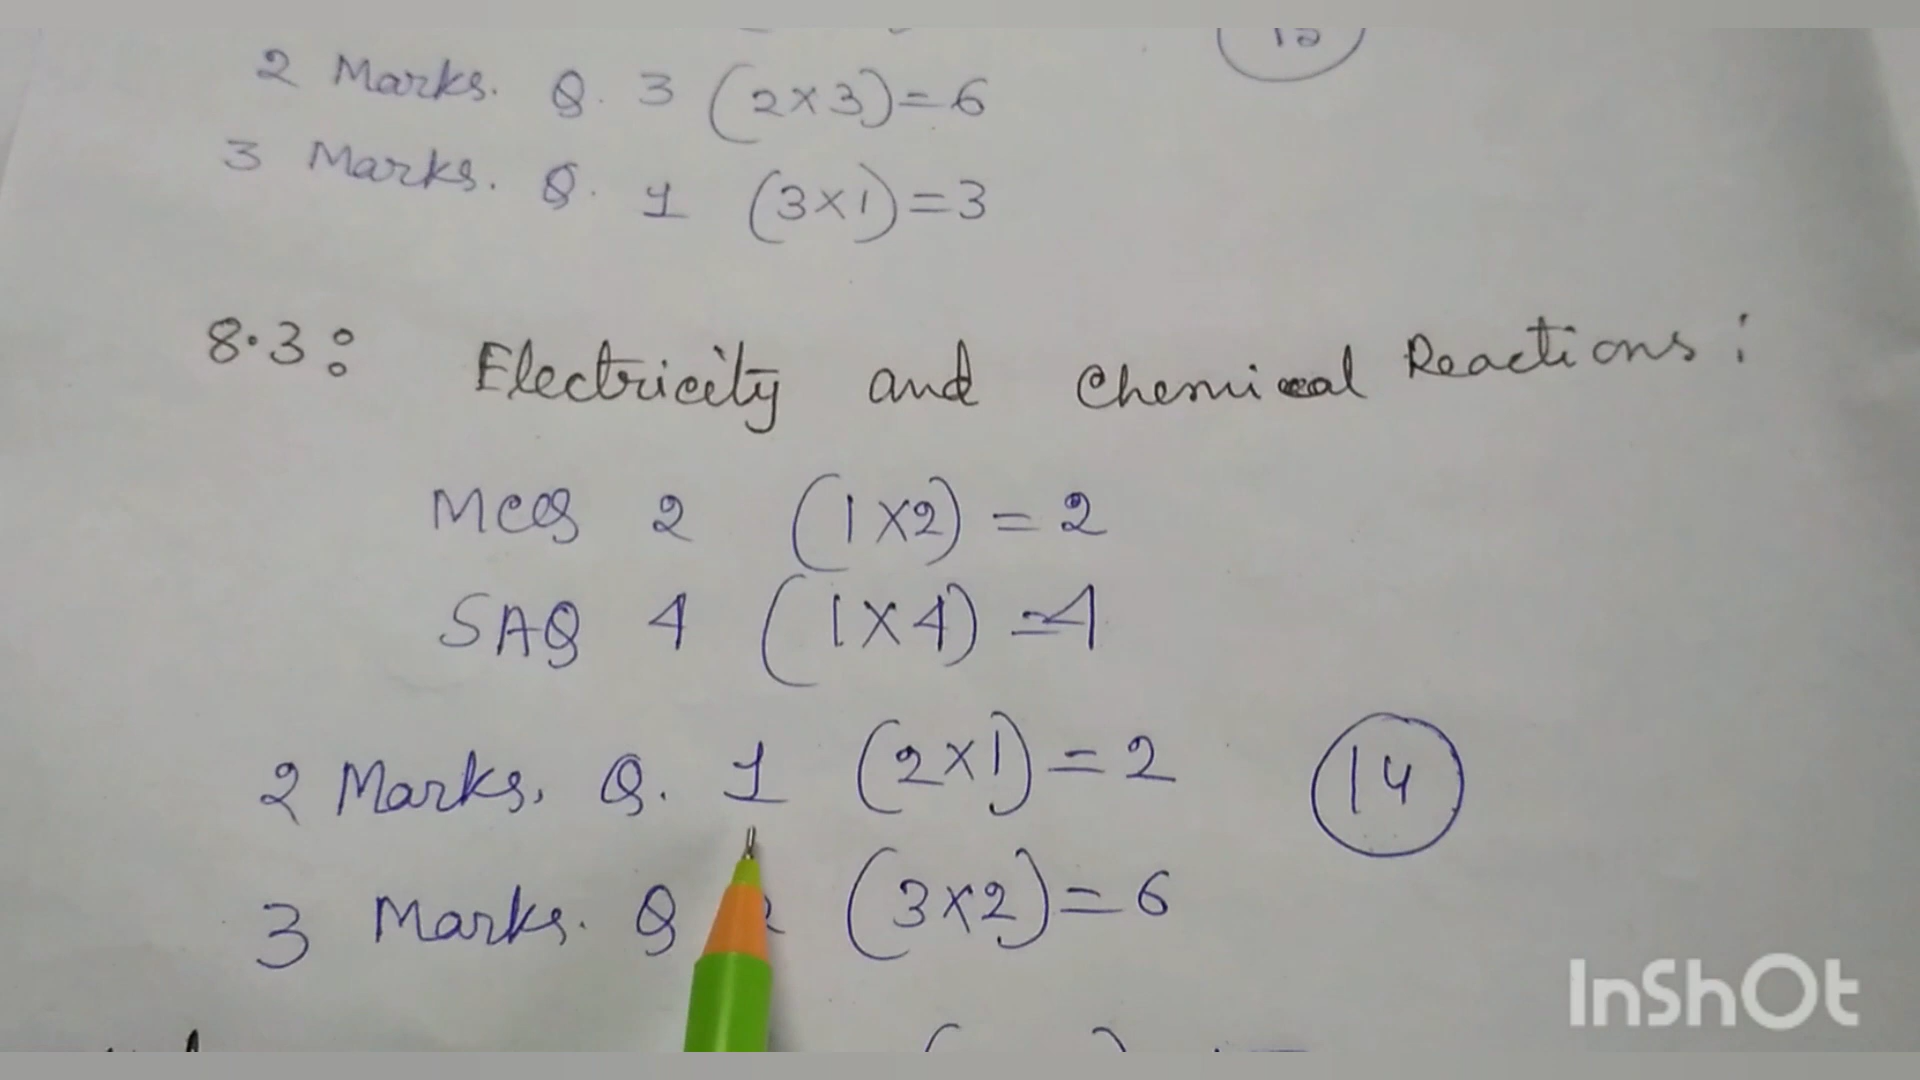 2 Marks. Q. 3 (2×3)=6
3 Marks. Q. 1 (3×1)=3
8.3: Electricity and Chemical Reactions:
MCQ 2 (1×2) = 2
SAQ 4 (1×4) = 4
2 Marks. Q. 1 (2×1) = 2
14
3 Marks. Q 2 (3×2) = 6
InShOt